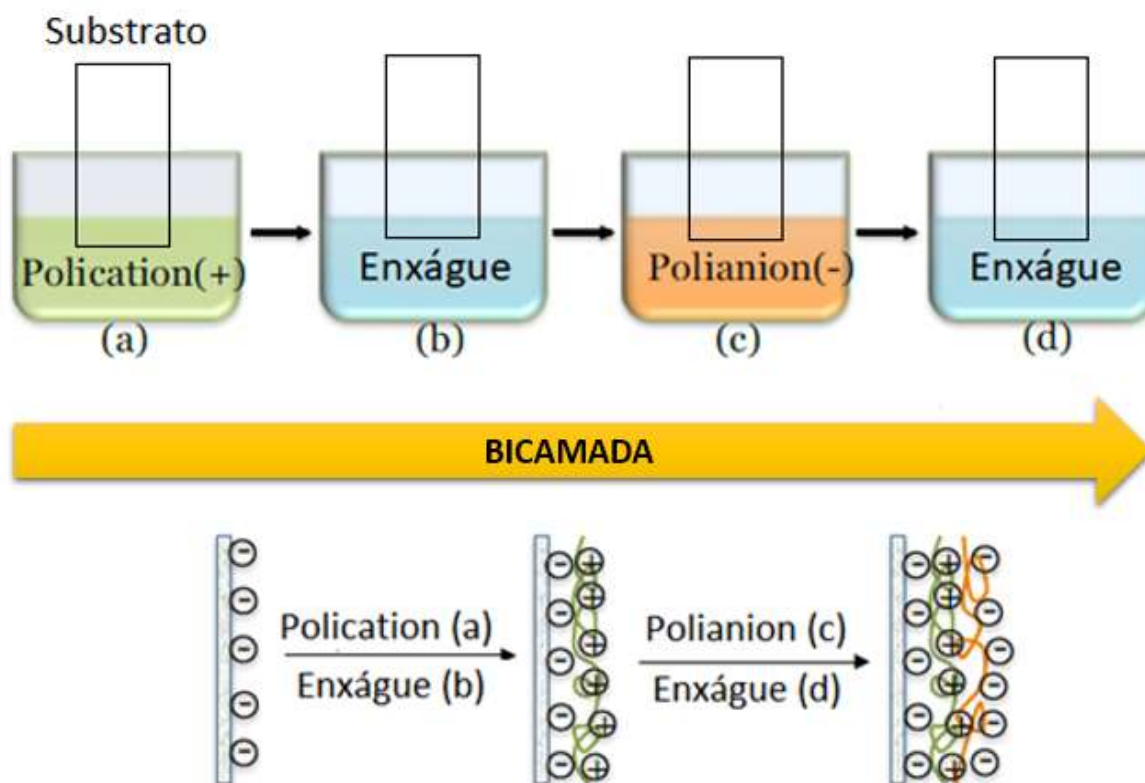 Substrato
Polication(+)
Enxágue
Polianion(-)
Enxágue
(a)
(b)
(c)
(d)
BICAMADA
Polication (a)
Enxágue (b)
Polianion (c)
Enxágue (d)